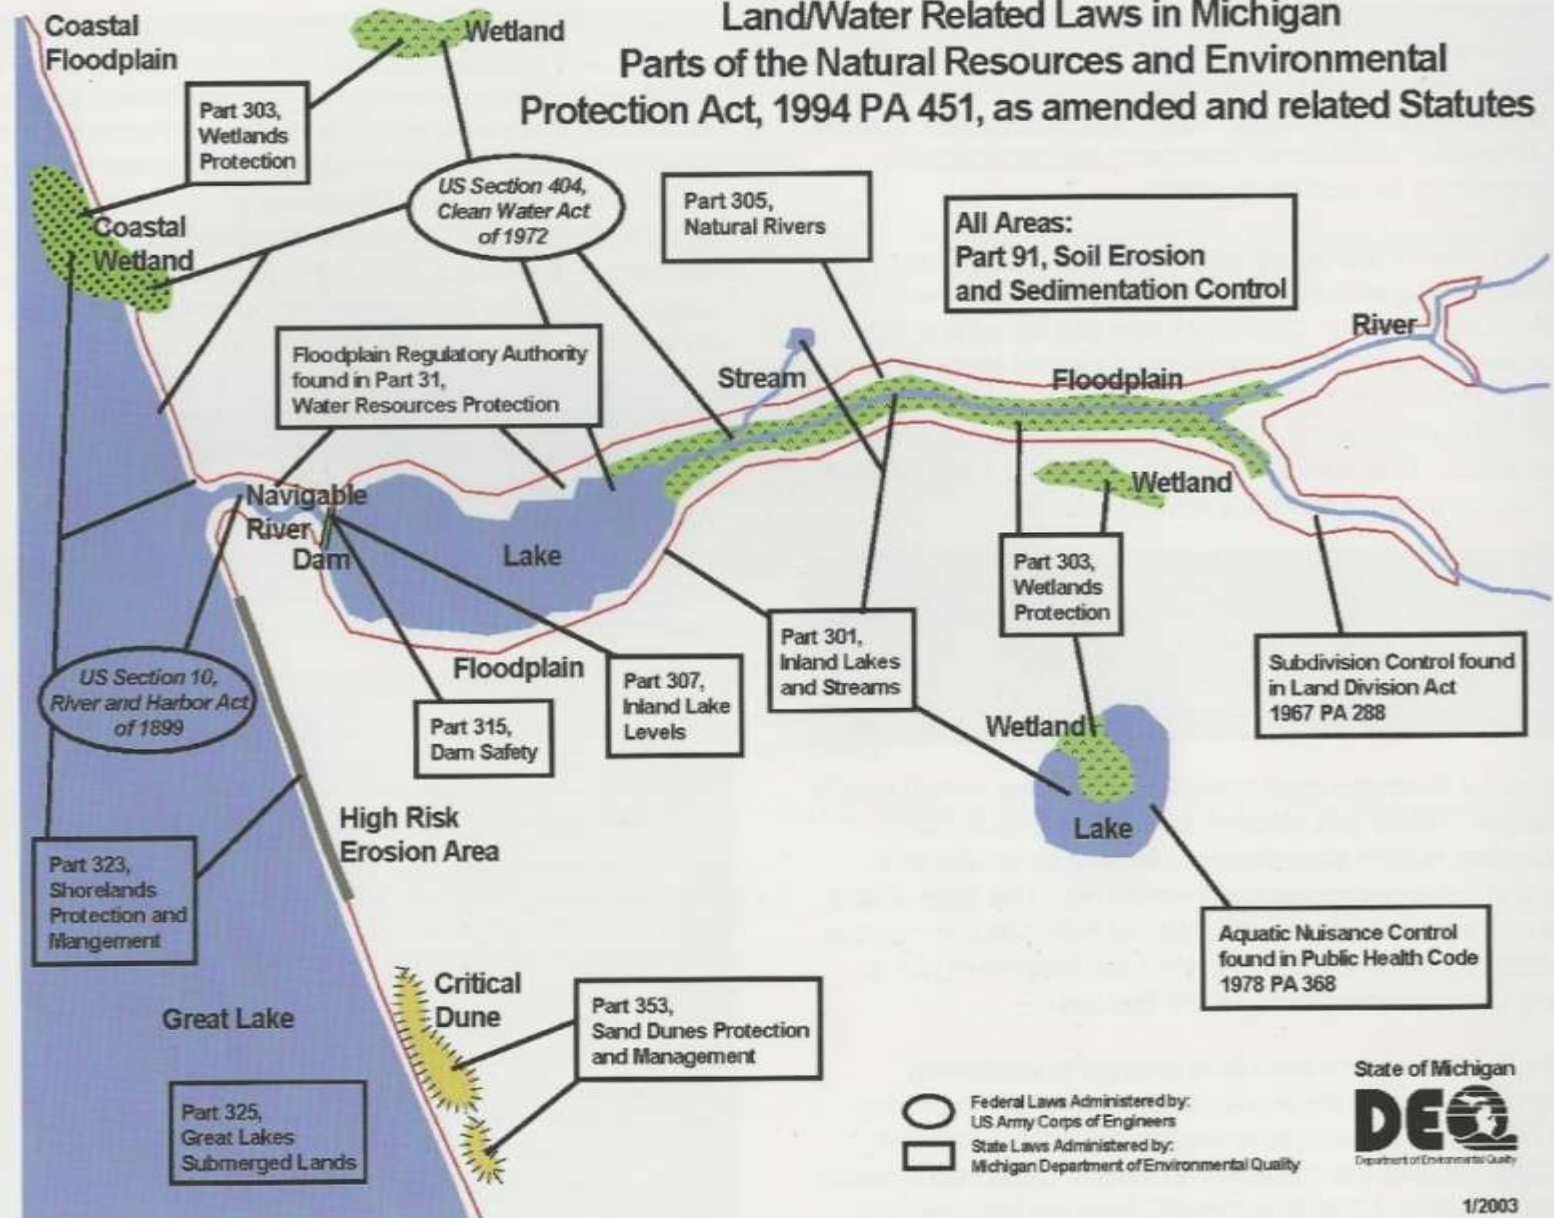 Land/Water Related Laws in Michigan
Parts of the Natural Resources and Environmental
Protection Act, 1994 PA 451, as amended and related Statutes
Coastal
Floodplain
Wetland
Part 303,
Wetlands
Protection
US Section 404,
Clean Water Act
of 1972
Part 305,
Natural Rivers
All Areas:
Part 91, Soil Erosion
and Sedimentation Control
Coastal
Wetland
Floodplain Regulatory Authority
found in Part 31,
Water Resources Protection
Stream
Floodplain
River
Navigable
River
Dam
Lake
Wetland
Part 303,
Wetlands
Protection
Floodplain
US Section 10,
River and Harbor Act
of 1899
Part 315,
Dam Safety
Part 307,
Inland Lake
Levels
Part 301,
Inland Lakes
and Streams
Subdivision Control found
in Land Division Act
1967 PA 288
Wetland
Lake
High Risk
Erosion Area
Part 323,
Shorelands
Protection and
Mangement
Aquatic Nuisance Control
found in Public Health Code
1978 PA 368
Critical
Dune
Part 353,
Sand Dunes Protection
and Management
Great Lake
Part 325,
Great Lakes
Submerged Lands
Federal Laws Administered by:
US Army Corps of Engineers
State Laws Administered by:
Michigan Department of Environmental Quality
State of Michigan
DEQ
Department of Environmental Quality
1/2003